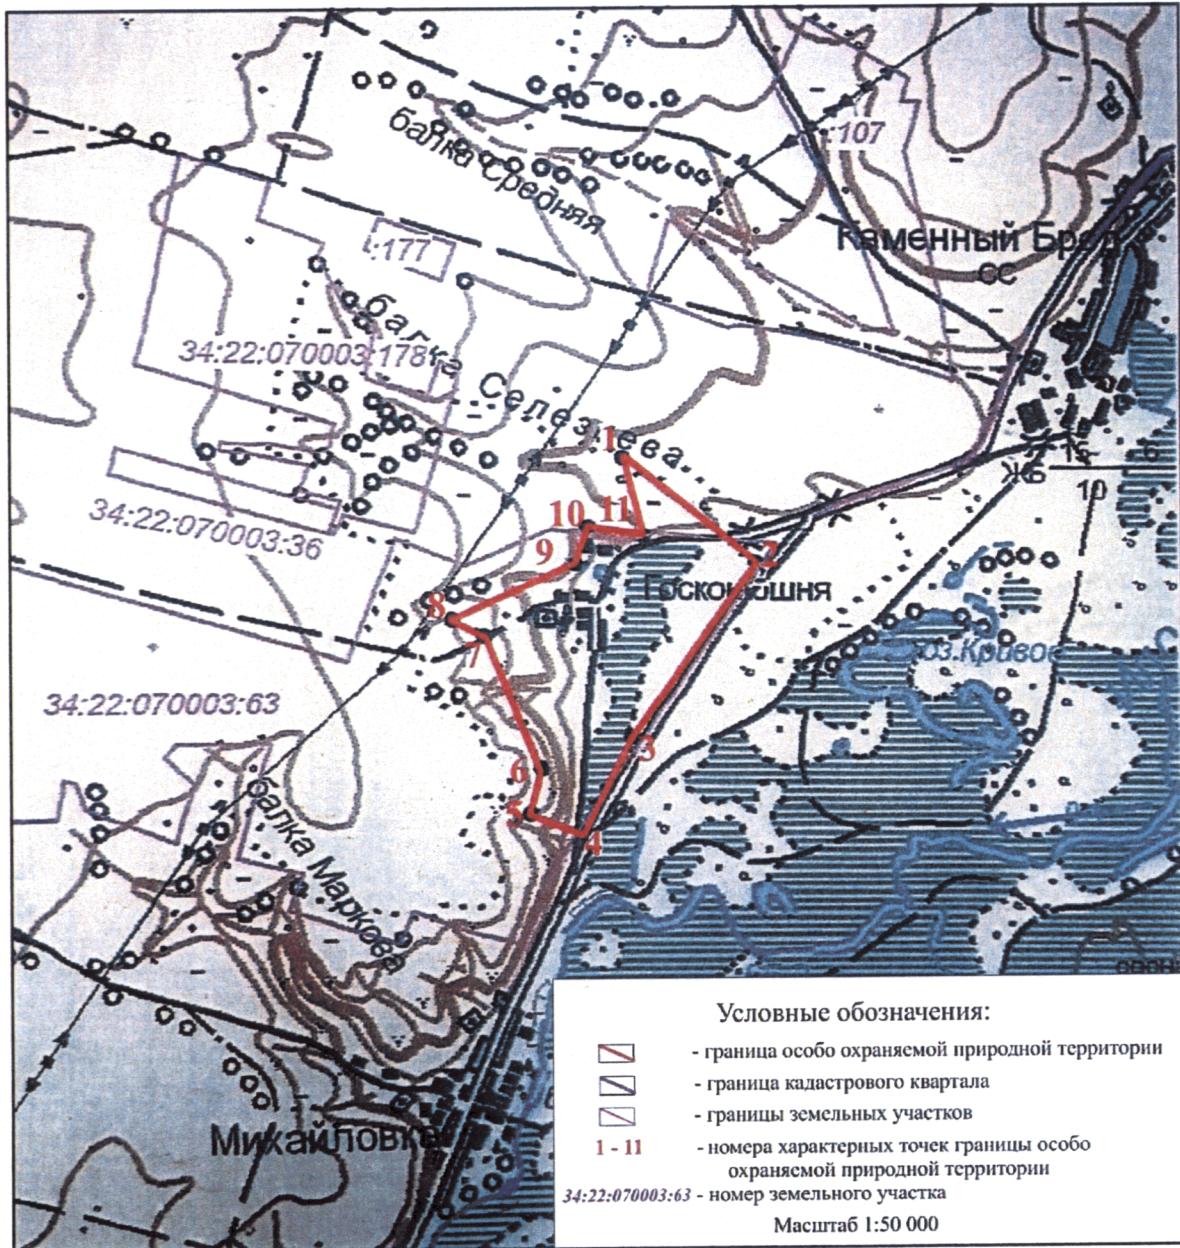 балка Средняя
:107
Каменный Брод
СС
:177
балка
34:22:070003:178
Селезнева
1
15
6
Ж6
10
34:22:070003:36
10
11
9
2
Госконюшня
8
7
оз.Кривое
34:22:070003:63
3
6
5
4
балка Маркова
Михайловка
Условные обозначения:
- граница особо охраняемой природной территории
- граница кадастрового квартала
- границы земельных участков
1 - 11 - номера характерных точек границы особо
охраняемой природной территории
34:22:070003:63 - номер земельного участка
Масштаб 1:50 000